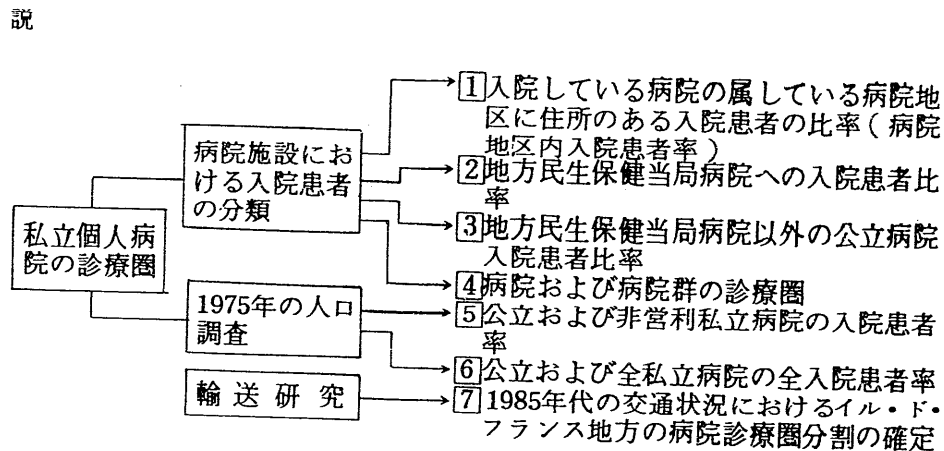 説
私立個人病
院の診療圏
病院施設にお
ける入院患者
の分類
1975年の人口
調査
輸送研究
1入院している病院の属している病院地
区に住所のある入院患者の比率(病院
地区内入院患者率)
2地方民生保健当局病院への入院患者比
率
3地方民生保健当局病院以外の公立病院
入院患者比率
4病院および病院群の診療圏
5公立および非営利私立病院の入院患者
率
6公立および全私立病院の全入院患者率
71985年代の交通状況におけるイル・ド・
フランス地方の病院診療圏分割の確定